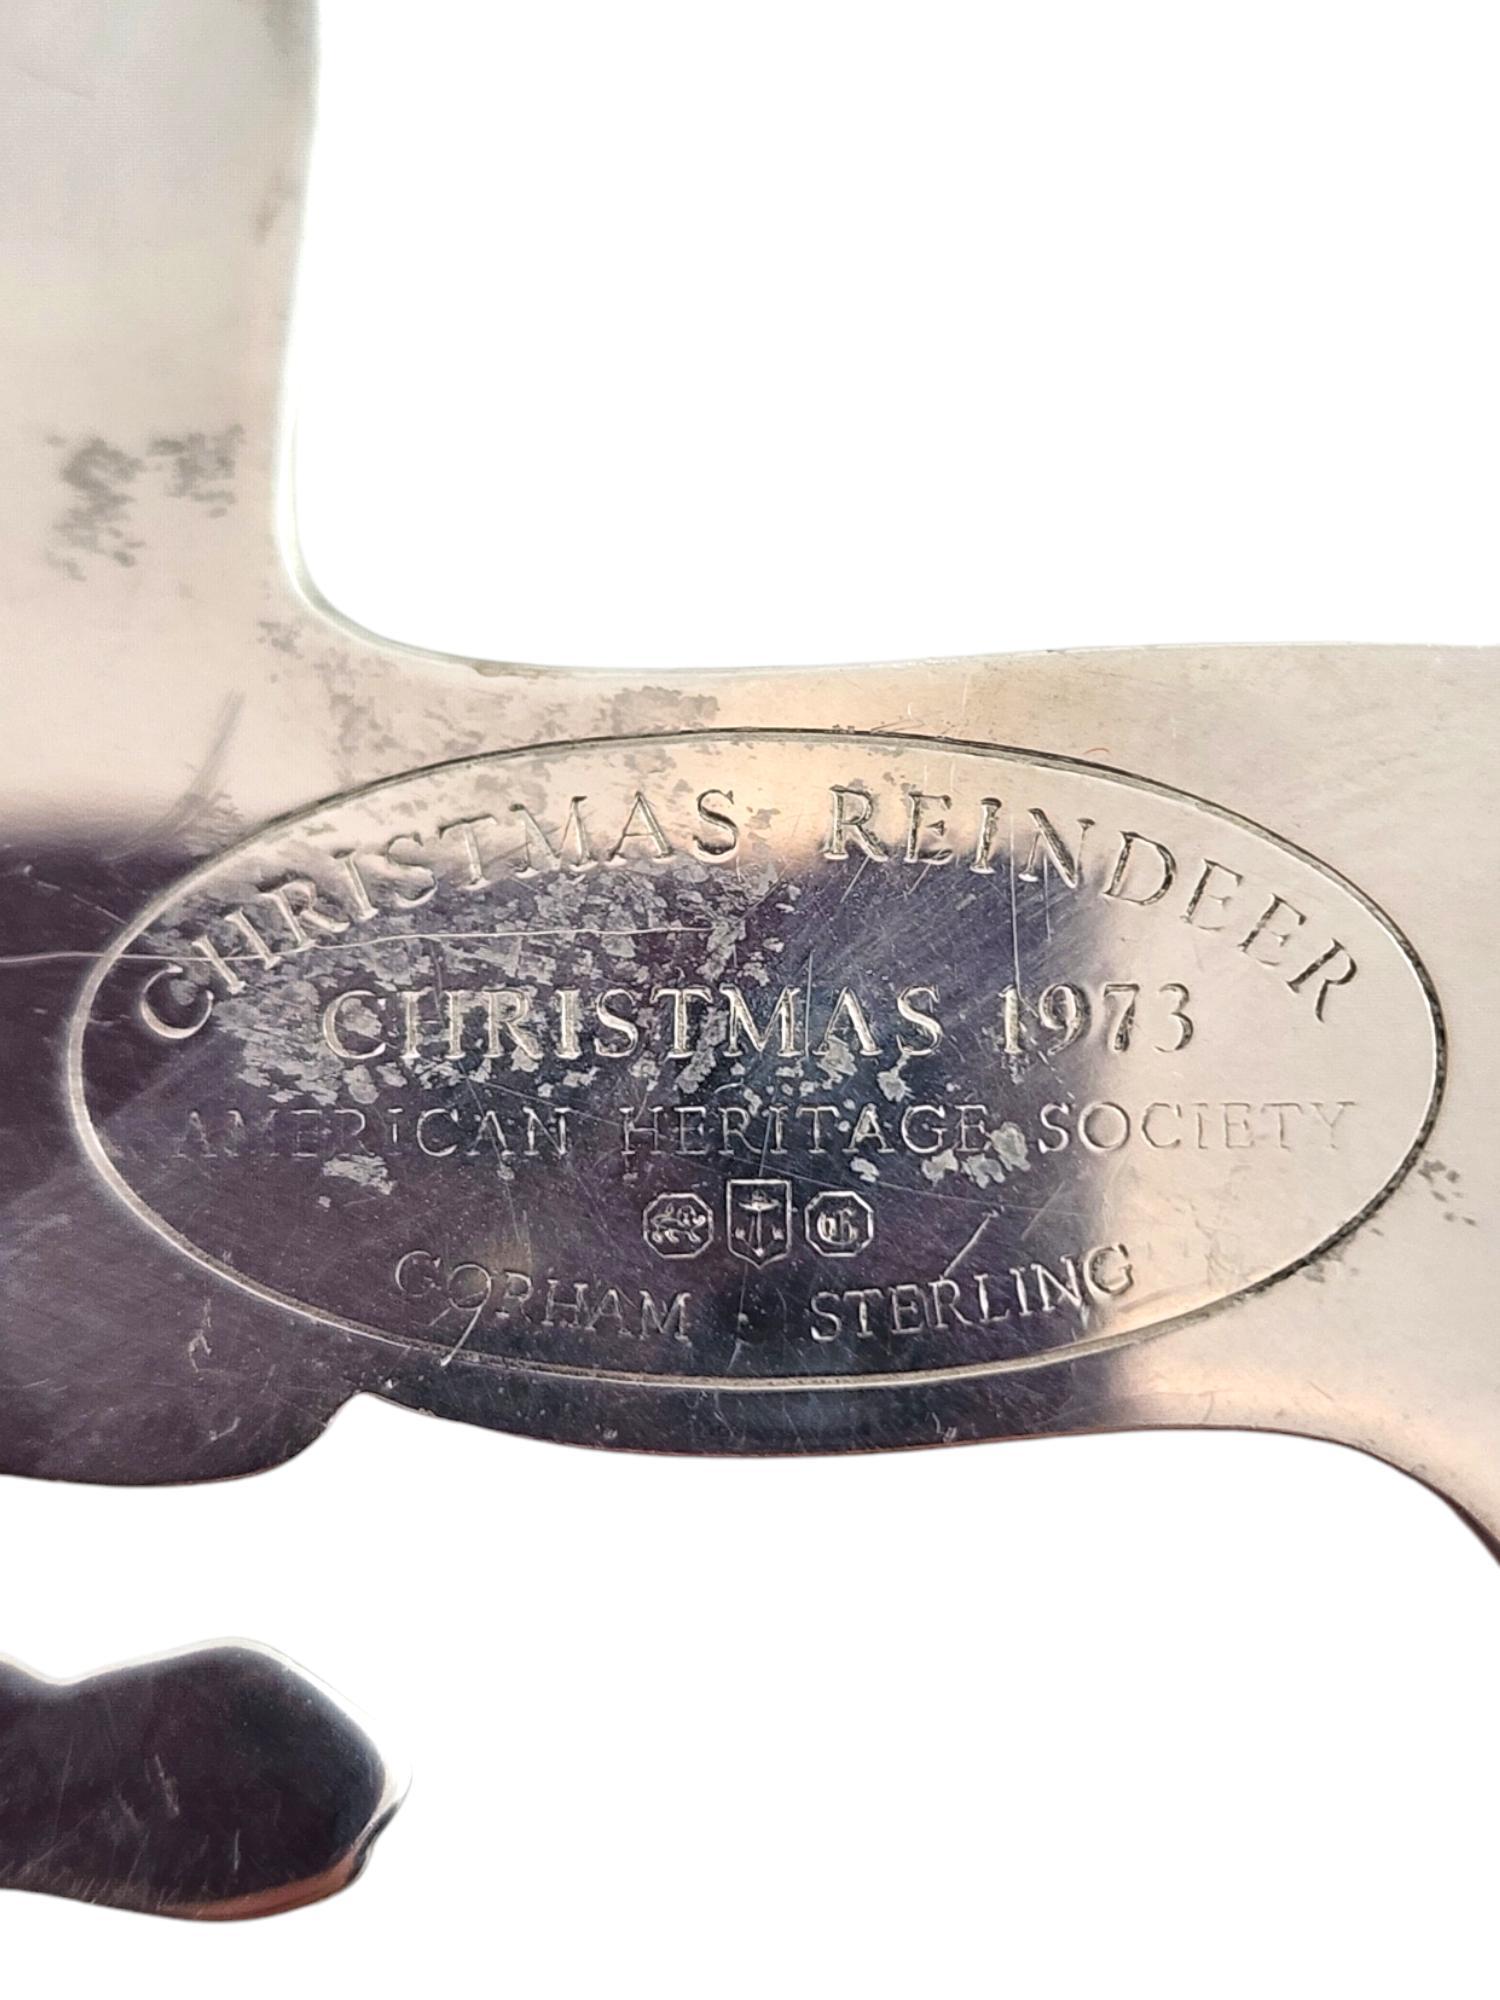 CHRISTMAS REINDEER
CHRISTMAS 1973
AMERICAN HERITAGE SOCIETY
GORHAM STERLING